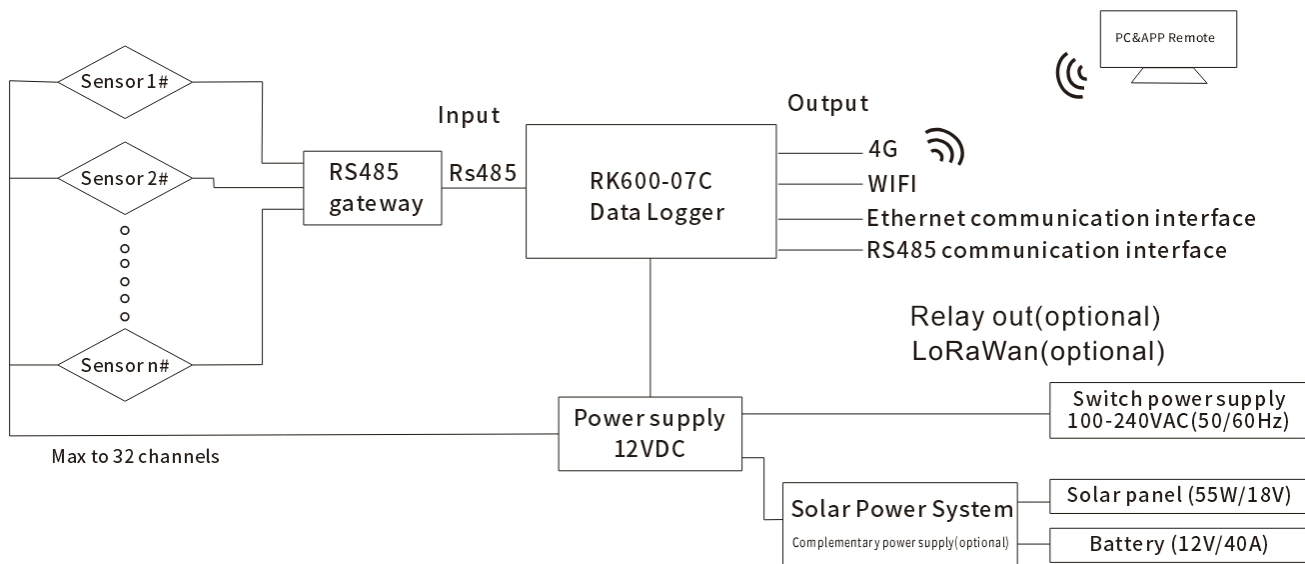 PC&APP Remote
Sensor 1#
Input
Output
4G
Sensor 2#
RS485
gateway
Rs485
RK600-07C
Data Logger
WIFI
Ethernet communication interface
RS485 communication interface
Relay out(optional)
LoRaWan(optional)
Sensor n#
Power supply
12VDC
Switch power supply
100-240VAC(50/60Hz)
Max to 32 channels
Solar Power System
Complementary power supply(optional)
Solar panel (55W/18V)
Battery (12V/40A)